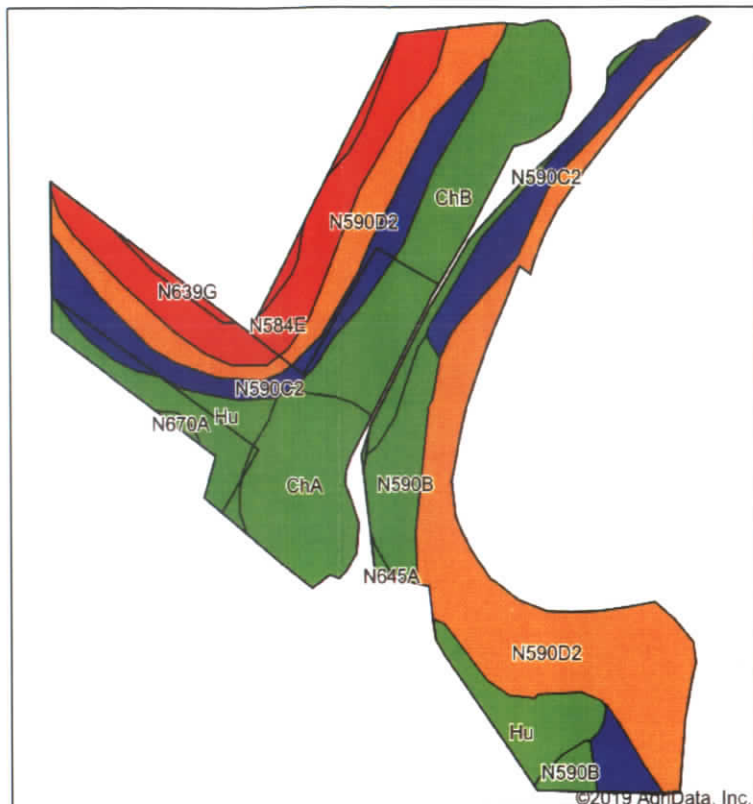 N590C2
ChB
N590D2
N639G
N584E
N590C2
Hu
N670A
ChA
N590B
N645A
N590D2
Hu
N590B
©2019 AgriData, Inc.